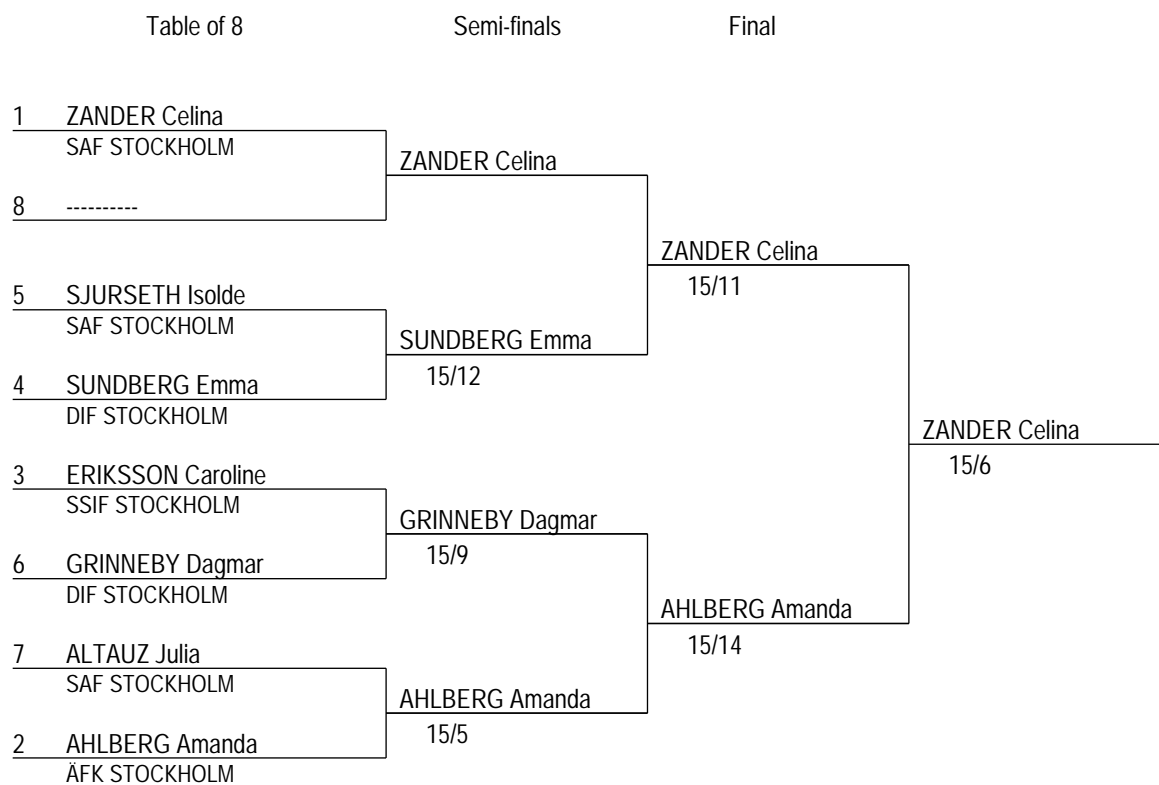 Table of 8 Semi-finals Final
1 ZANDER Celina
SAF STOCKHOLM
ZANDER Celina
8 ----------
ZANDER Celina
15/11
5 SJURSETH Isolde
SAF STOCKHOLM
SUNDBERG Emma
15/12
4 SUNDBERG Emma
DIF STOCKHOLM
ZANDER Celina
15/6
3 ERIKSSON Caroline
SSIF STOCKHOLM
GRINNEBY Dagmar
15/9
6 GRINNEBY Dagmar
DIF STOCKHOLM
AHLBERG Amanda
15/14
7 ALTAUZ Julia
SAF STOCKHOLM
AHLBERG Amanda
15/5
2 AHLBERG Amanda
ÄFK STOCKHOLM